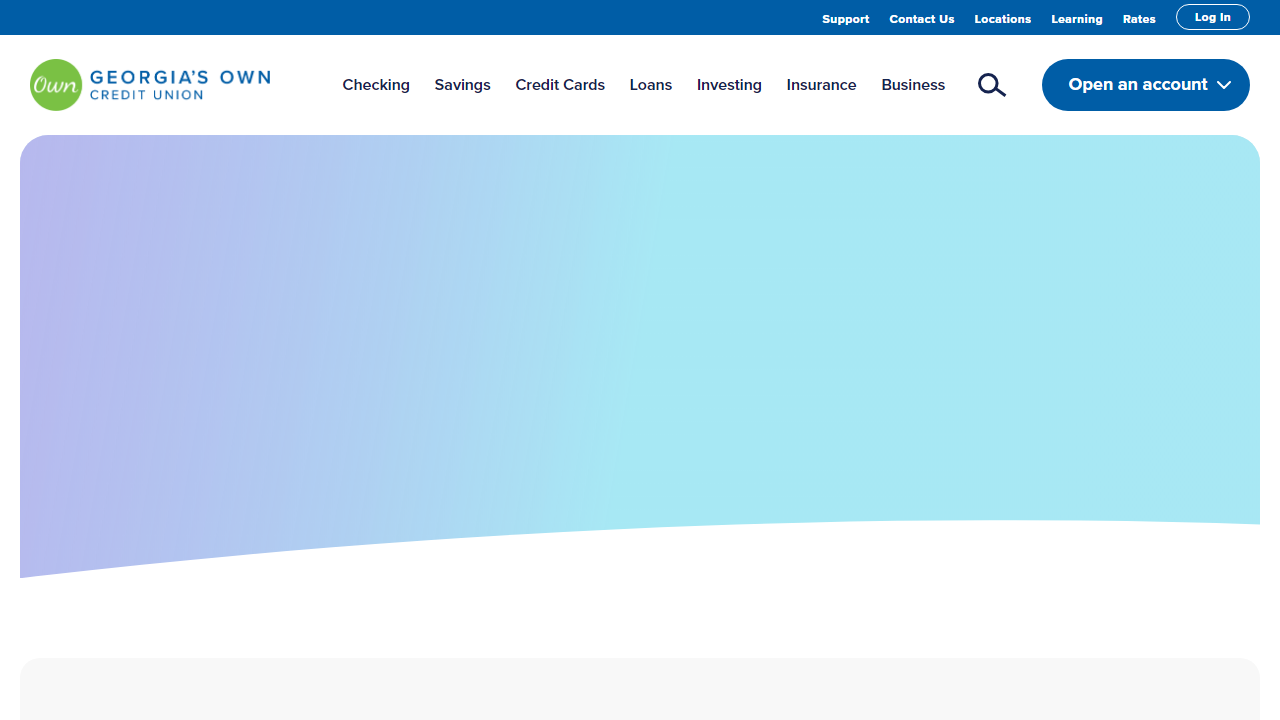 Support Contact Us Locations Learning Rates Log In
Own GEORGIA'S OWN
CREDIT UNION
Checking Savings Credit Cards Loans Investing Insurance Business
Open an account